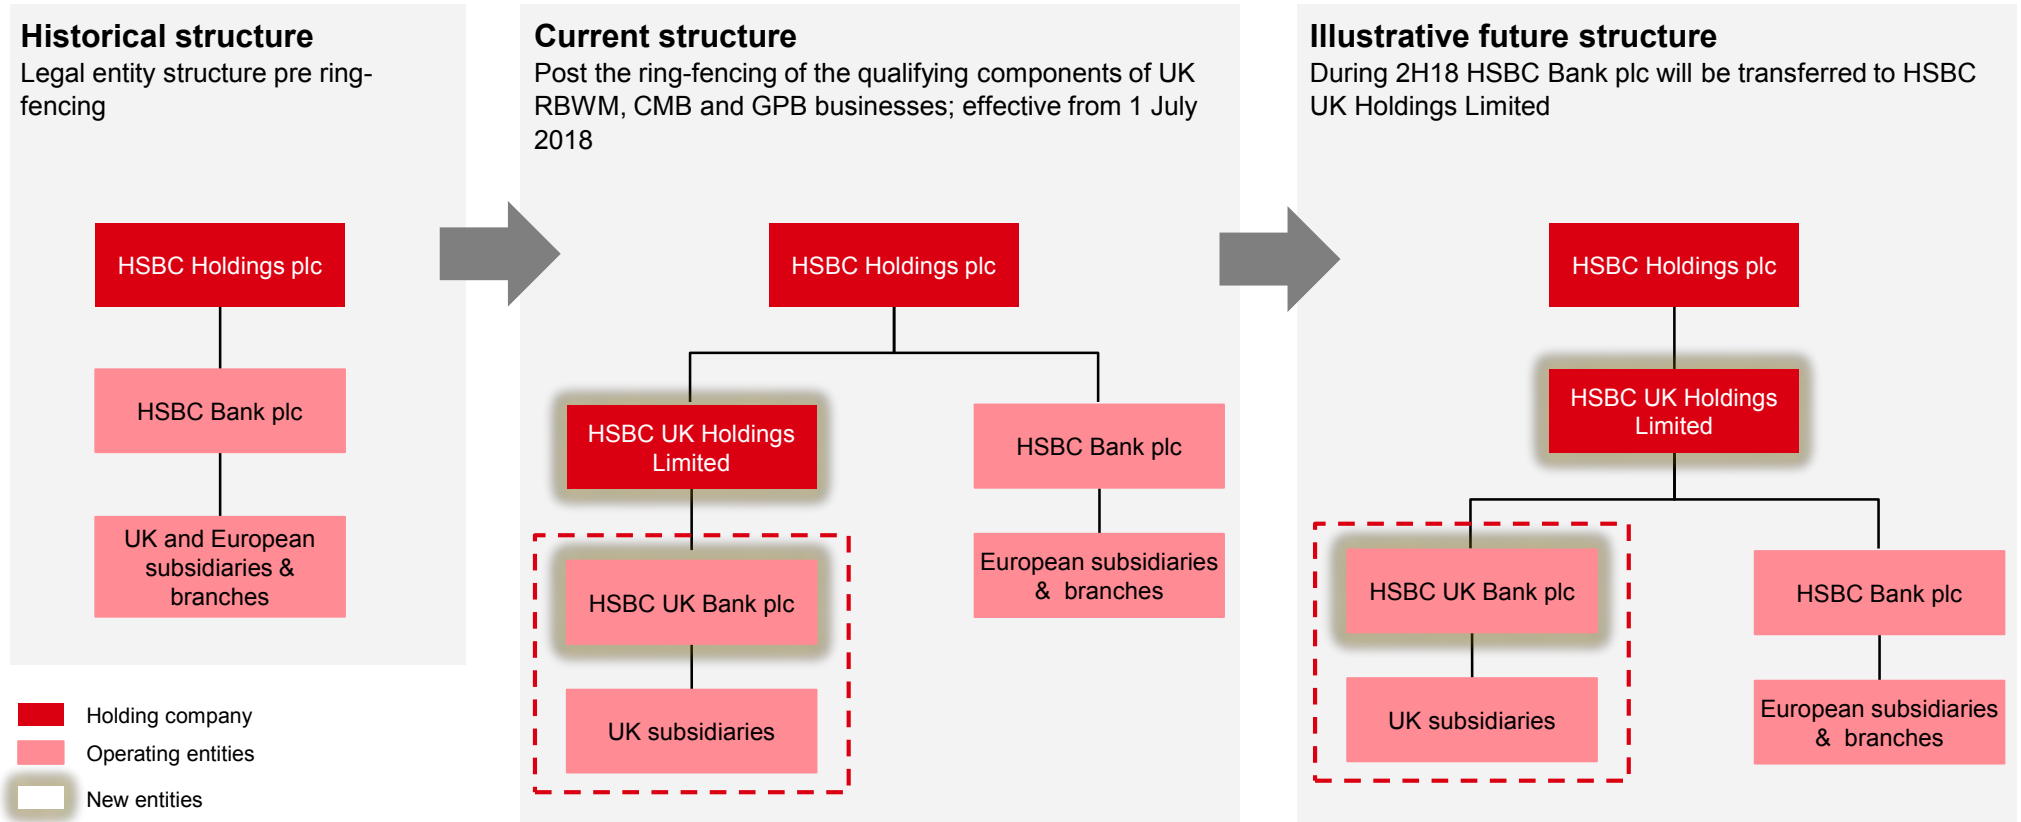 Historical structure
Legal entity structure pre ring-
fencing
HSBC Holdings plc
HSBC Bank plc
UK and European
subsidiaries &
branches
Holding company
Operating entities
New entities
Current structure
Post the ring-fencing of the qualifying components of UK
RBWM, CMB and GPB businesses; effective from 1 July
2018
HSBC Holdings plc
HSBC UK Holdings
Limited
HSBC Bank plc
HSBC UK Bank plc
European subsidiaries
& branches
UK subsidiaries
Illustrative future structure
During 2H18 HSBC Bank plc will be transferred to HSBC
UK Holdings Limited
HSBC Holdings plc
HSBC UK Holdings
Limited
HSBC UK Bank plc
HSBC Bank plc
UK subsidiaries
European subsidiaries
& branches